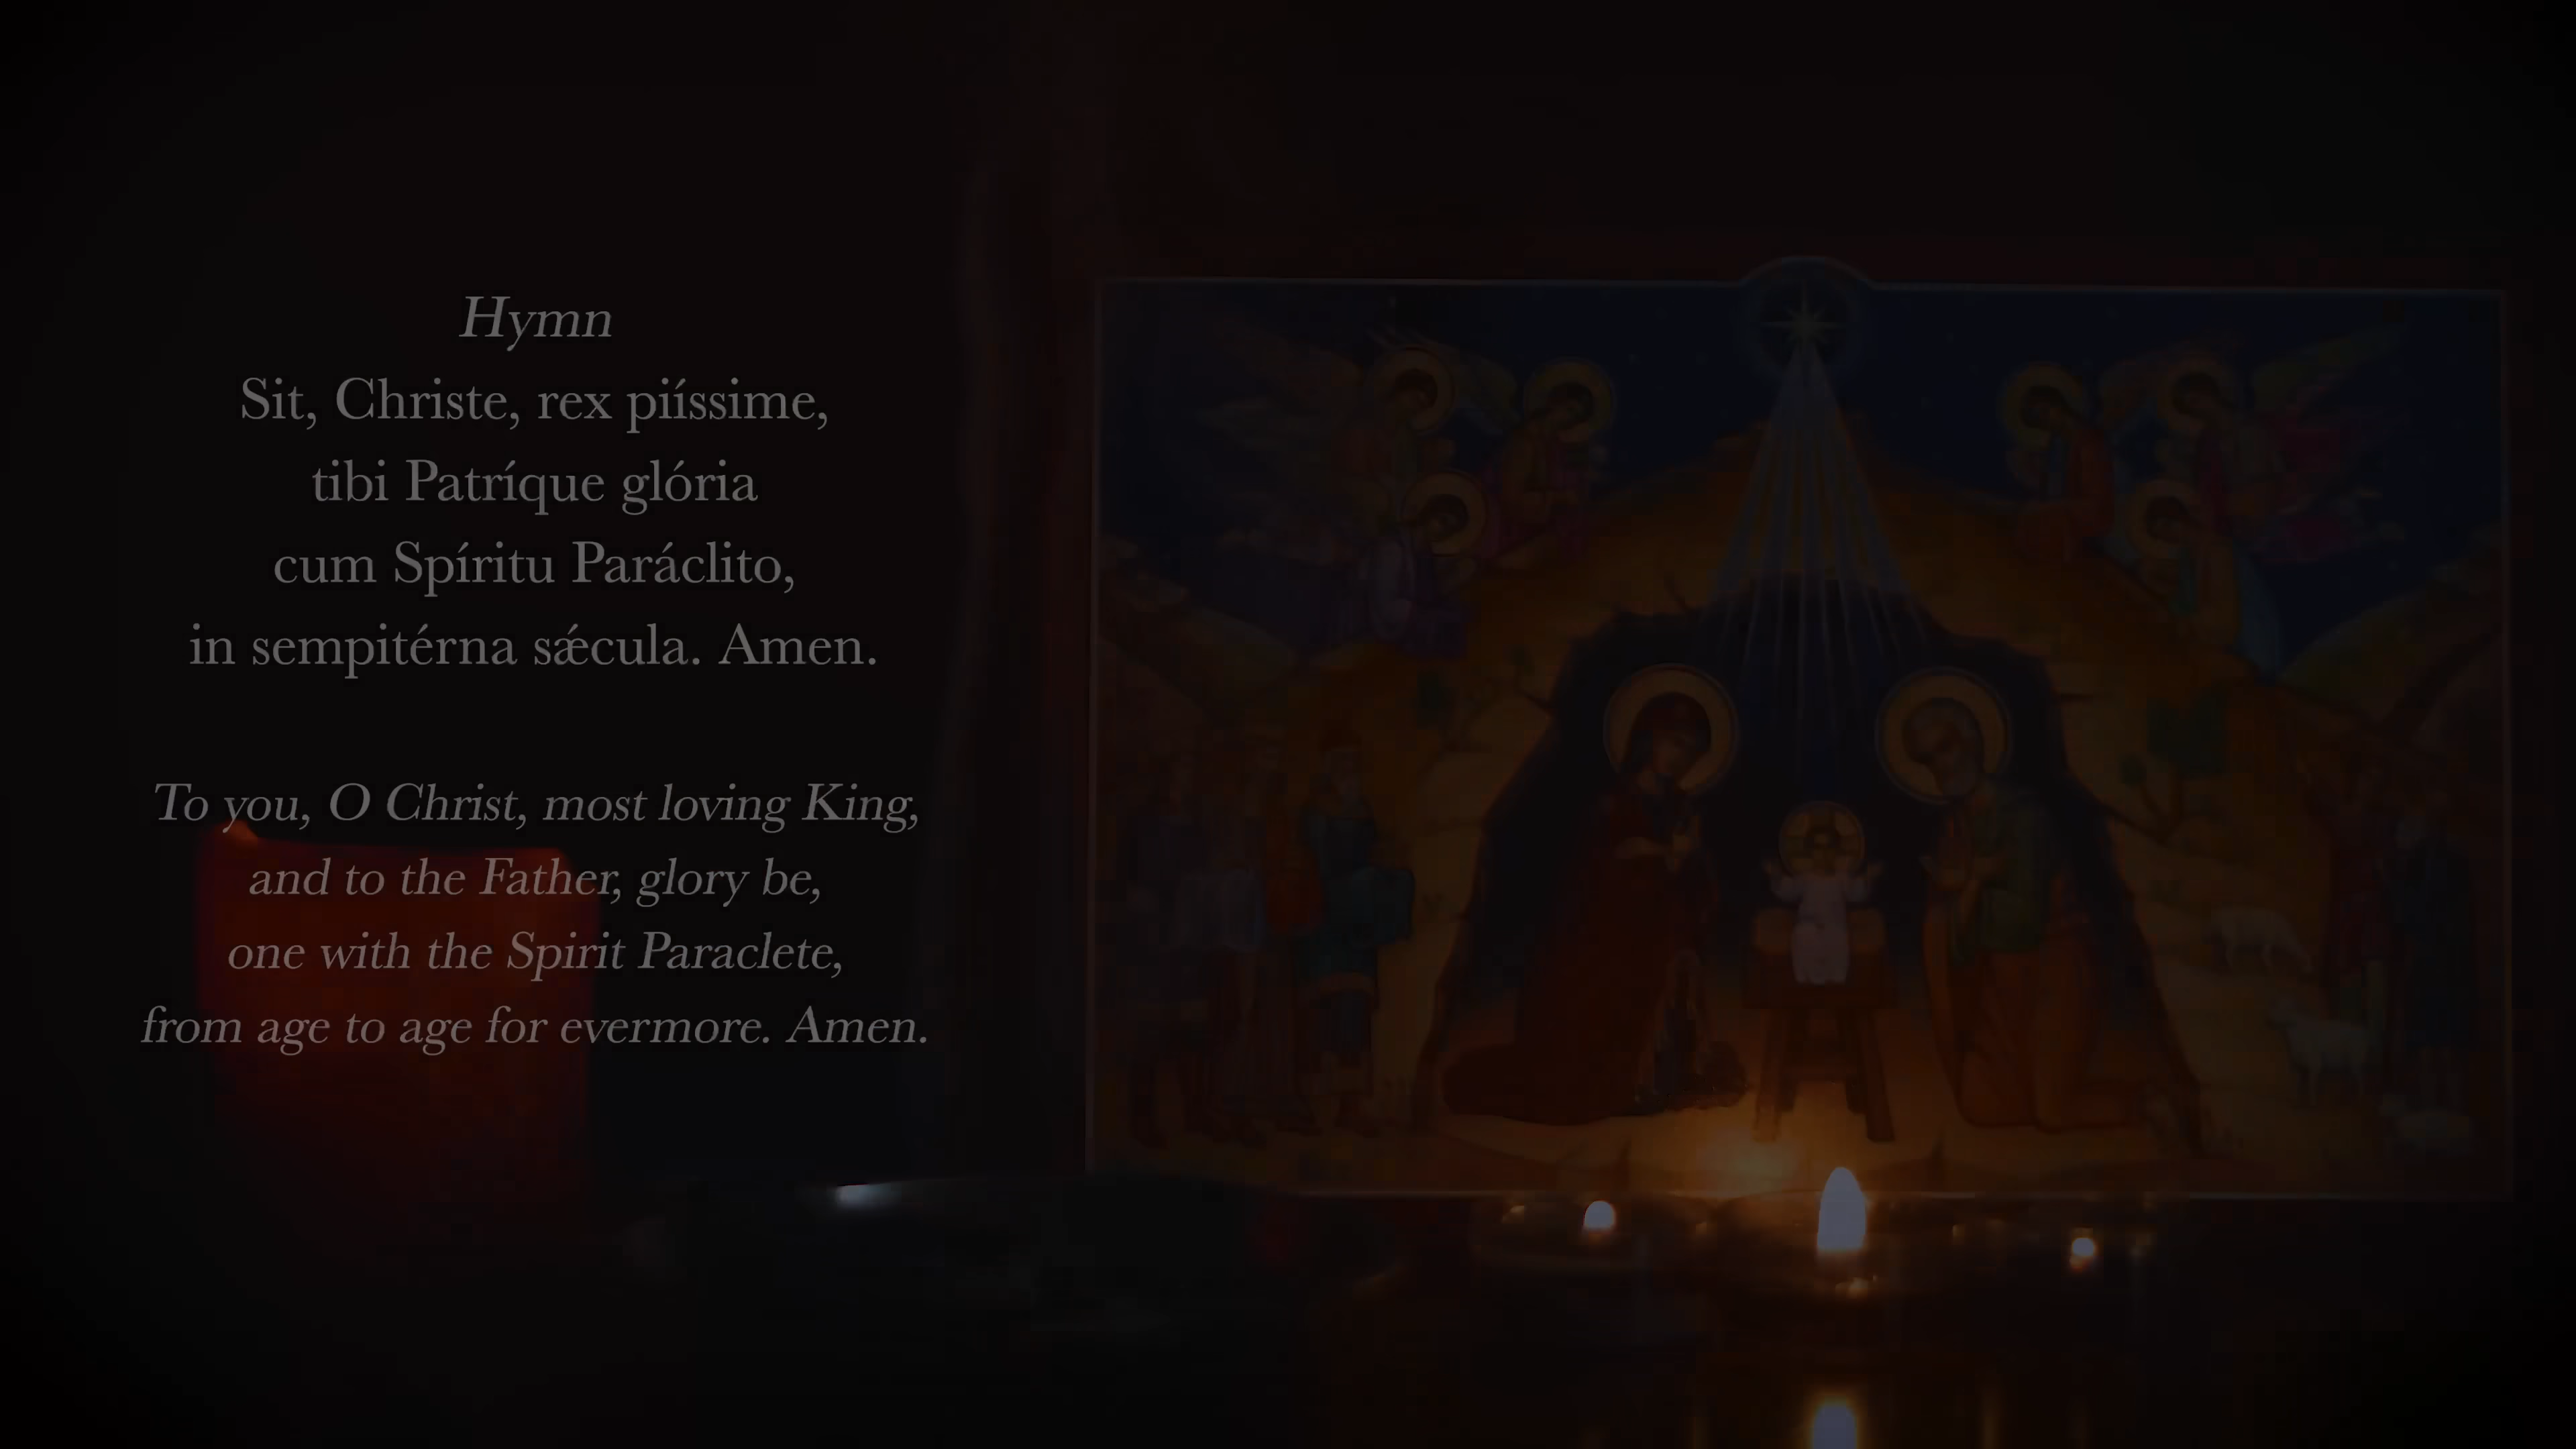 Hymn
Sit, Christe, rex piíssime,
tibi Patríque glória
cum Spíritu Paráclito,
in sempitérna sǽcula. Amen.
To you, O Christ, most loving King,
and to the Father, glory be,
one with the Spirit Paraclete,
from age to age for evermore. Amen.